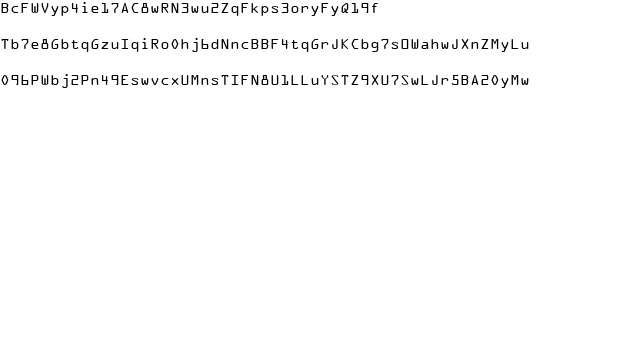 BcFWVyp4ie17AC8wRN3wu2ZqFkps3oryFyQ19f
Tb7e8GbtqGzuIqiRo0hj6dNncBBF4tqGrJKCbg7sOWahwJXnZMyLu
096PWbj2Pn49EswvcxUMnsTIFN8U1LLuYSTZ9XU7SwLJr5BA20yMw